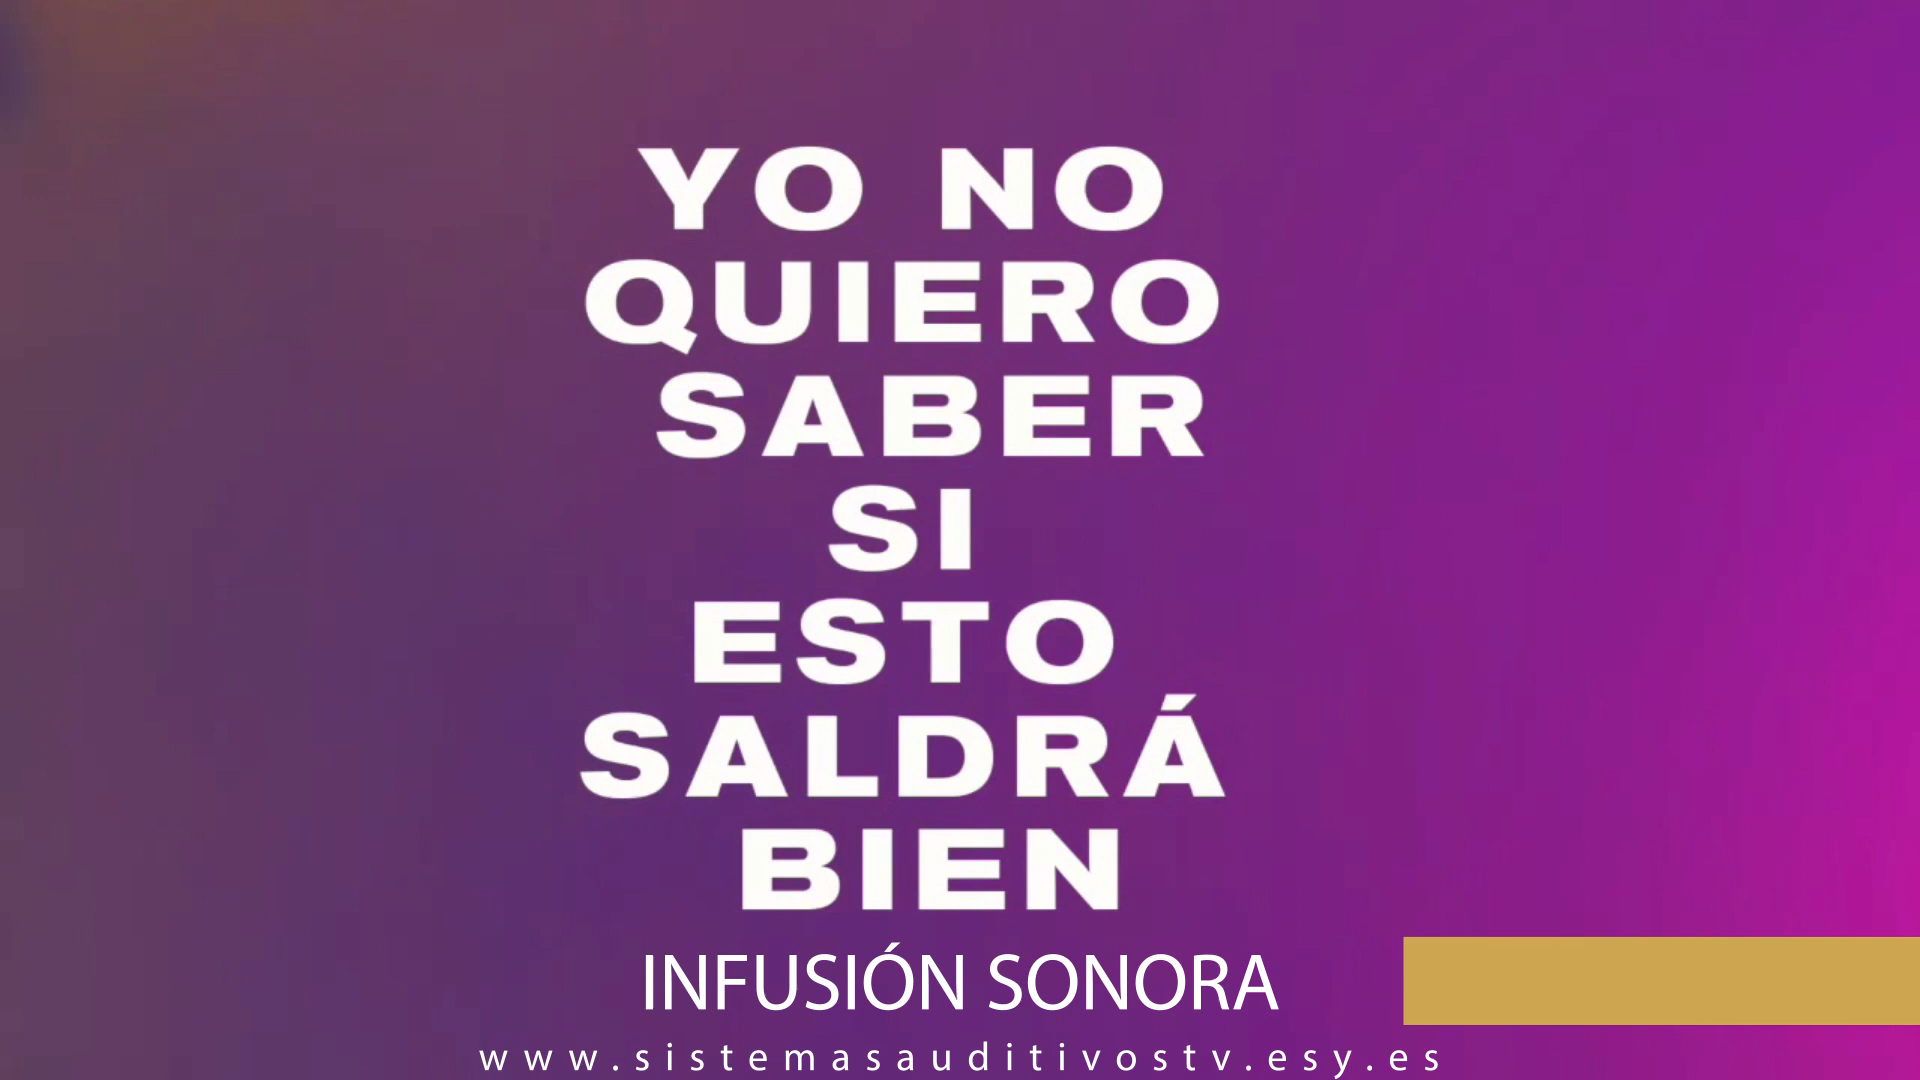 YO NO
QUIERO
SABER
SI
ESTO
SALDRÁ
BIEN
INFUSIÓN SONORA
www.sistemasauditivostv.esy.es